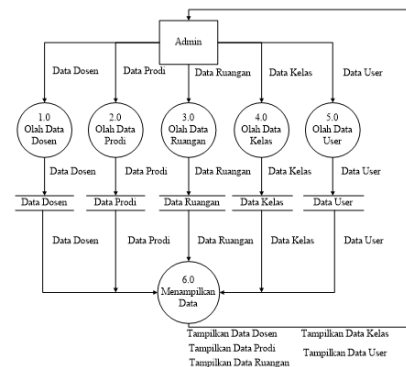 Admin
Data Dosen
Data Prodi
Data Ruangan
Data Kelas
Data User
1.0
Olah Data
Dosen
2.0
Olah Data
Prodi
3.0
Olah Data
Ruangan
4.0
Olah Data
Kelas
5.0
Olah Data
User
Data Dosen
Data Prodi
Data Ruangan
Data Kelas
Data User
Data Dosen
Data Prodi
Data Ruangan
Data Kelas
Data User
Data Dosen
Data Prodi
Data Ruangan
Data Kelas
Data User
6.0
Menampilkan
Data
Tampilkan Data Dosen
Tampilkan Data Kelas
Tampilkan Data Prodi
Tampilkan Data User
Tampilkan Data Ruangan